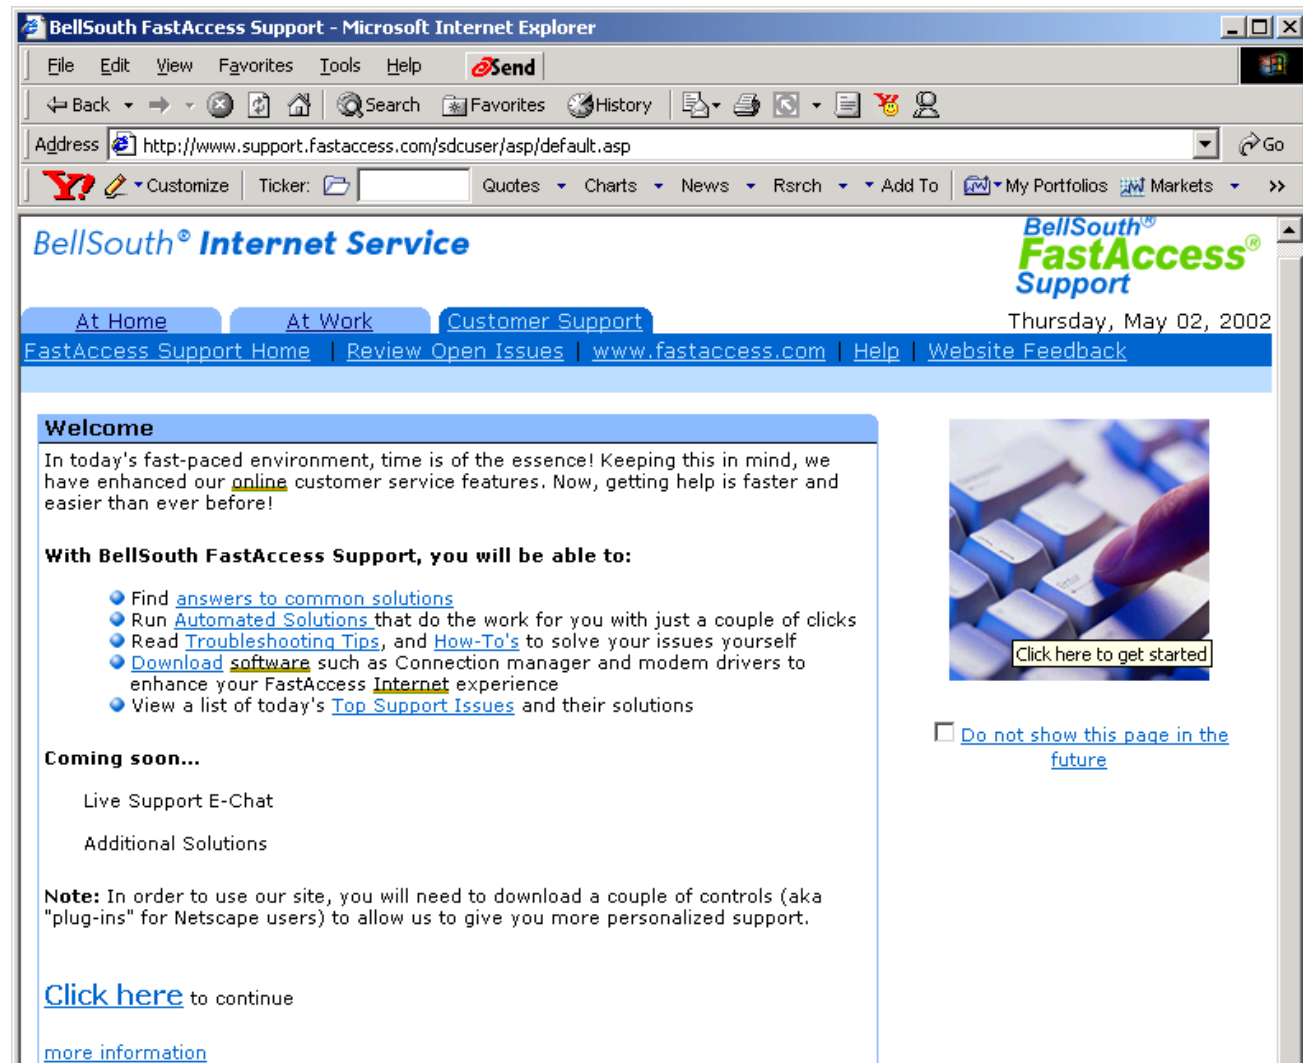 BellSouth FastAccess Support - Microsoft Internet Explorer
File Edit View Favorites Tools Help eSend
Back Search Favorites History
Address http://www.support.fastaccess.com/sdcuser/asp/default.asp Go
Y! Customize Ticker: Quotes Charts News Rsrch Add To My Portfolios Markets »
BellSouth® Internet Service
BellSouth®
FastAccess®
Support
At Home At Work Customer Support
Thursday, May 02, 2002
FastAccess Support Home | Review Open Issues | www.fastaccess.com | Help | Website Feedback
Welcome
In today's fast-paced environment, time is of the essence! Keeping this in mind, we
have enhanced our online customer service features. Now, getting help is faster and
easier than ever before!
With BellSouth FastAccess Support, you will be able to:
Find answers to common solutions
Run Automated Solutions that do the work for you with just a couple of clicks
Read Troubleshooting Tips, and How-To's to solve your issues yourself
Download software such as Connection manager and modem drivers to
enhance your FastAccess Internet experience
View a list of today's Top Support Issues and their solutions
Coming soon...
Live Support E-Chat
Additional Solutions
Note: In order to use our site, you will need to download a couple of controls (aka
"plug-ins" for Netscape users) to allow us to give you more personalized support.
Click here to continue
more information
Click here to get started
Do not show this page in the
future